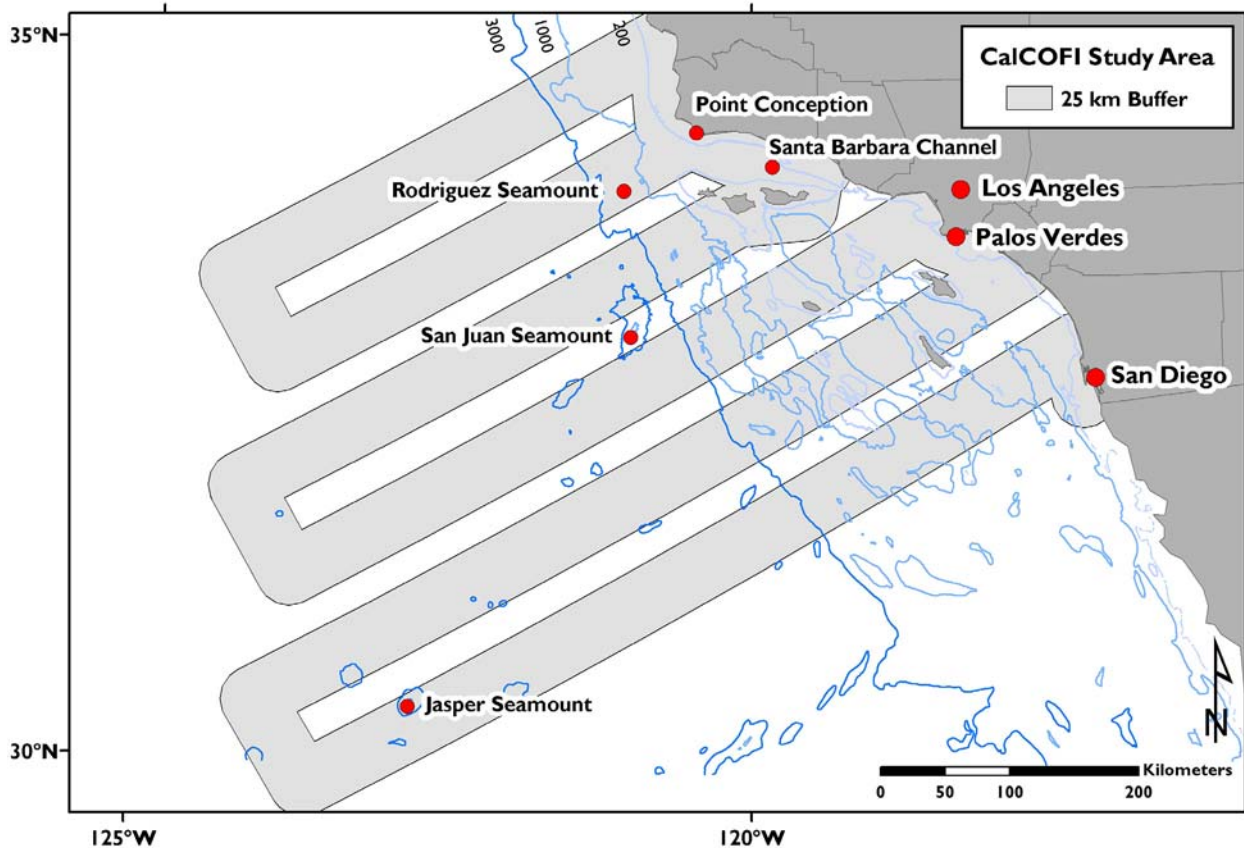 35°N
3000
1000
200
CalCOFI Study Area
25 km Buffer
Point Conception
Santa Barbara Channel
Rodriguez Seamount
Los Angeles
Palos Verdes
San Juan Seamount
San Diego
Jasper Seamount
N
30°N
Kilometers
0 50 100 200
125°W
120°W